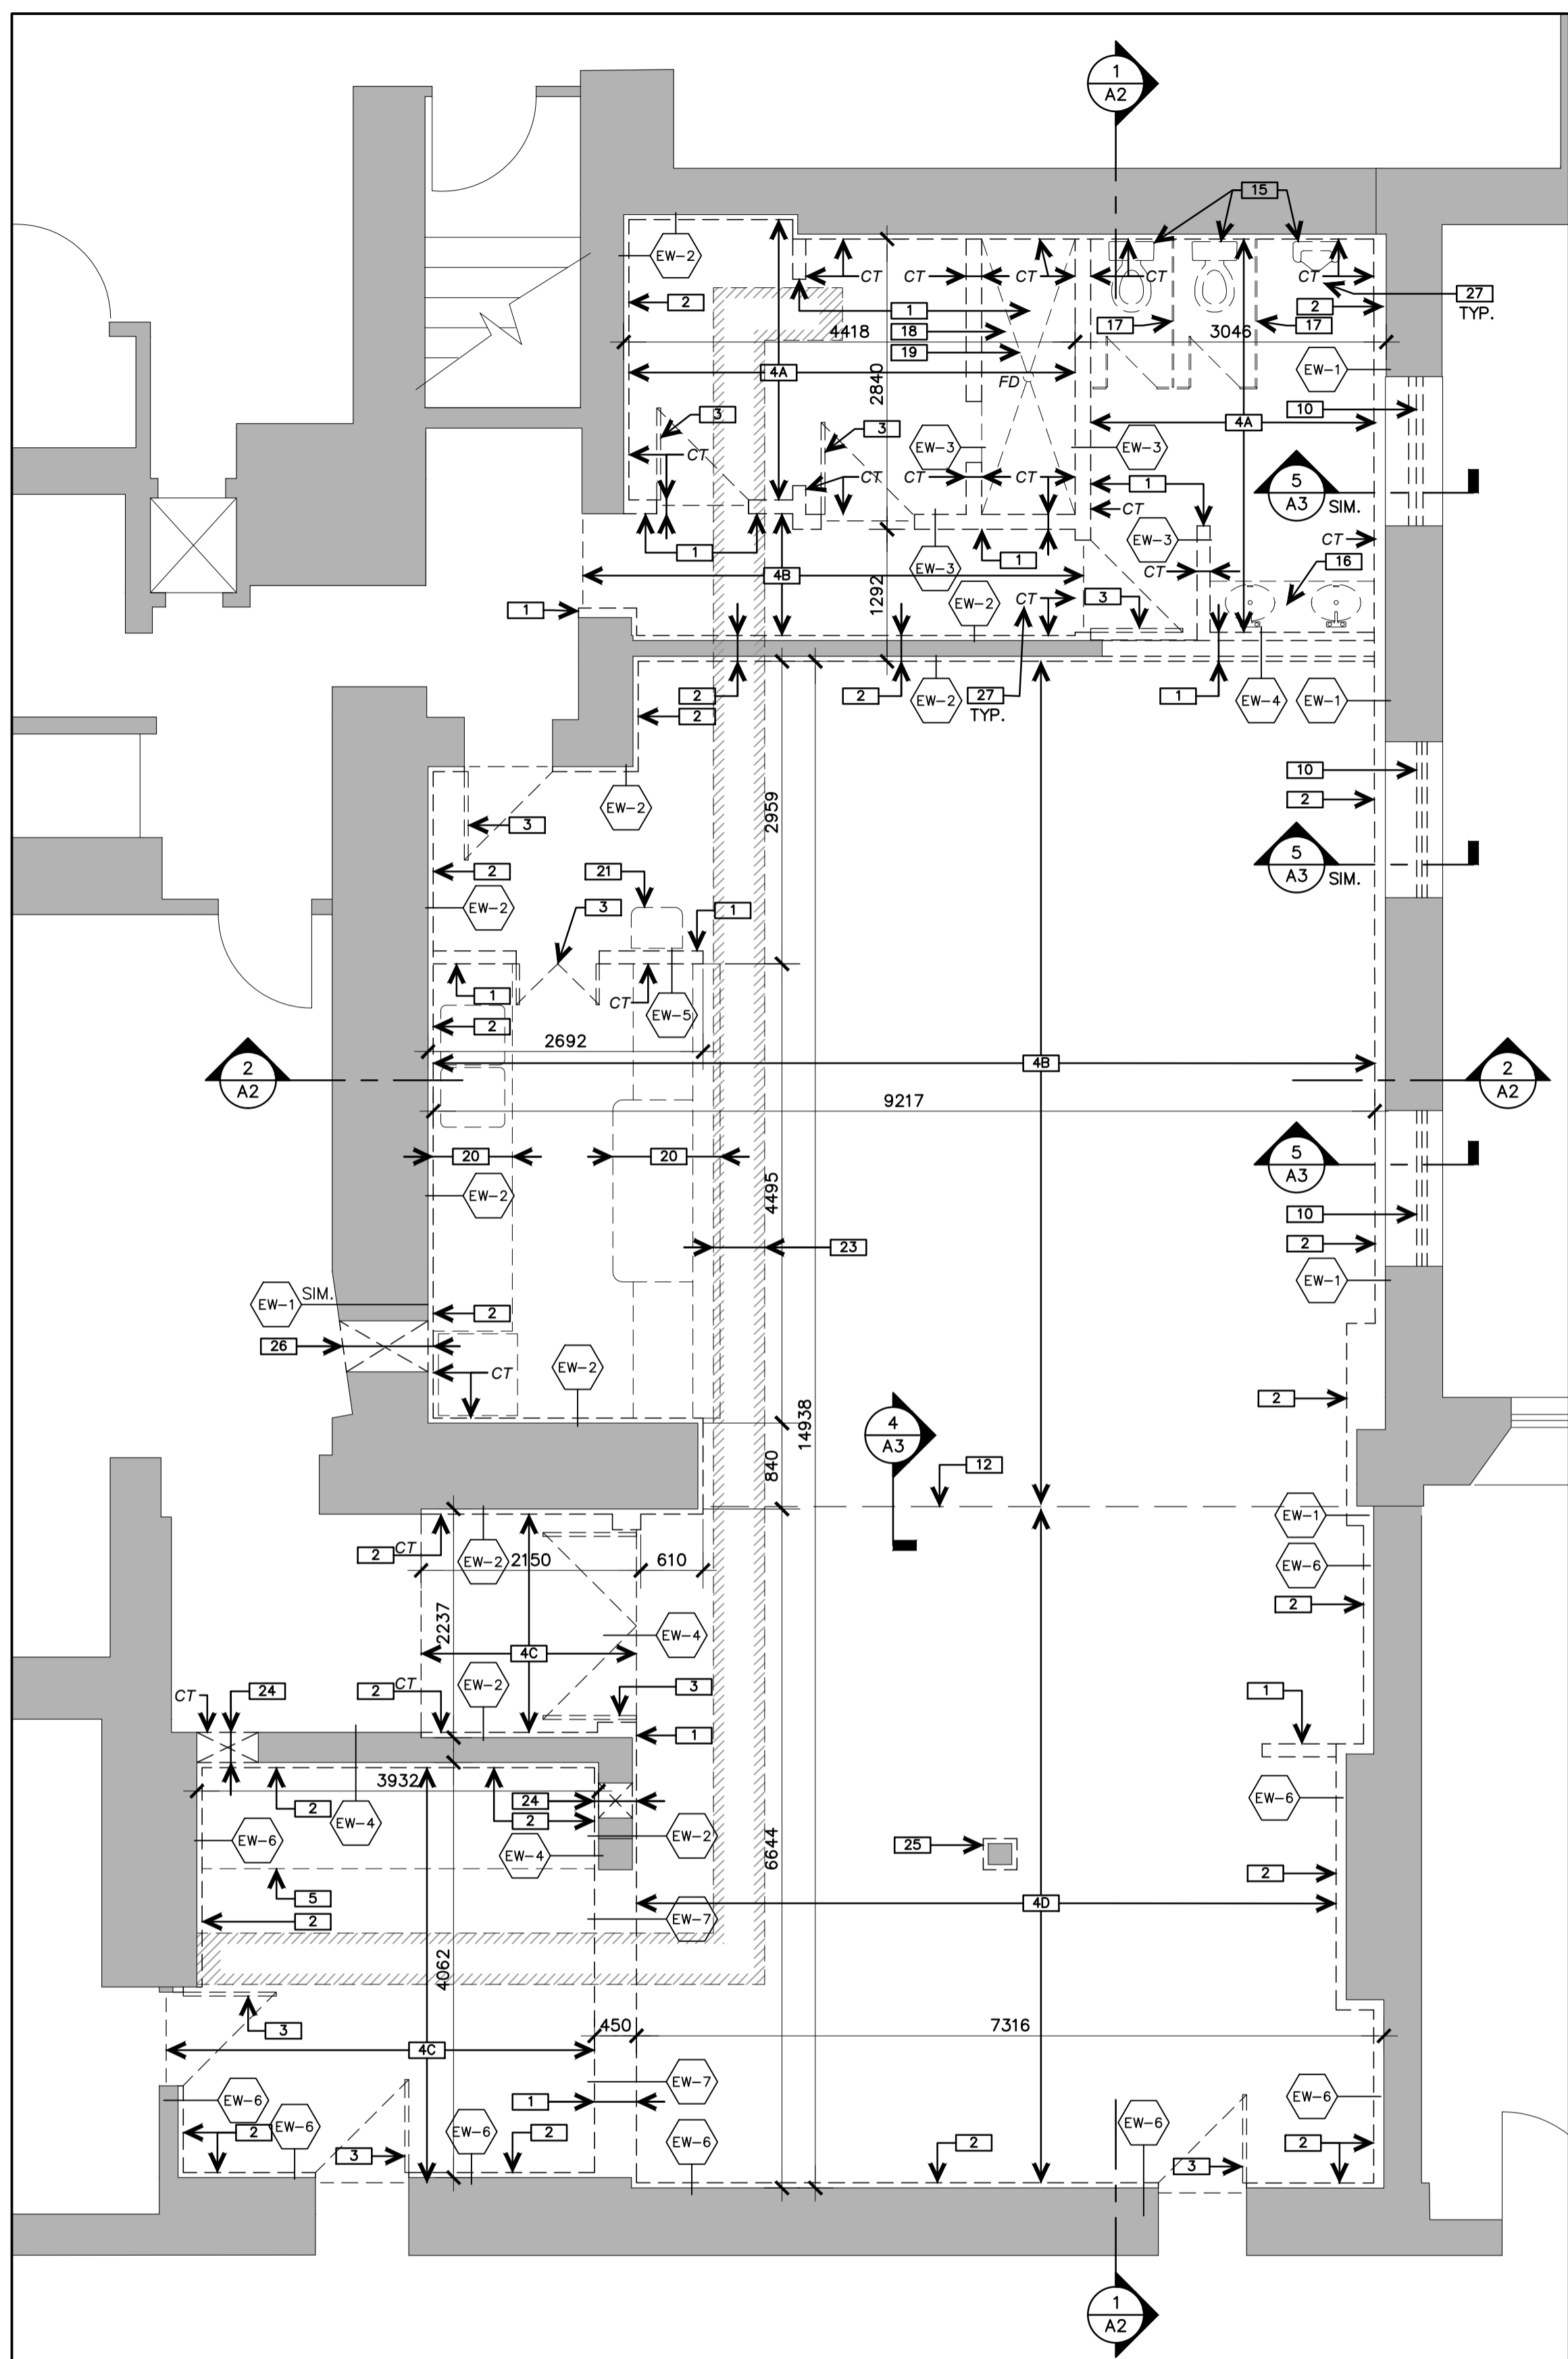 1
A2
15
EW-2
CT CT CT CT CT
2
27
TYP.
1
2
18
4418
17
17
3046
19
4A
2840
FD
EW-1
10
3
3
4A
EW-3
EW-3
CT
CT CT CT
1
5
A3 SIM.
CT
EW-3
CT
1
1
EW-3
CT
16
4B
1292
EW-2
CT
3
1
2
2
EW-2
27
TYP.
1
EW-4
EW-1
2
10
2959
2
EW-2
3
5
A3 SIM.
2
21
EW-2
3
1
1
CT
EW-5
2
2692
2
A2
4B
2
A2
9217
20
20
5
A3
4495
EW-2
10
23
2
EW-1
EW-1 SIM.
2
26
EW-2
CT
2
14938
4
A3
840
12
EW-1
2 CT
EW-2
2150
610
EW-6
2
2237
EW-4
4C
EW-2
3
2 CT
CT
24
1
1
3932
24
EW-6
2
2
EW-4
EW-2
EW-6
25
EW-4
6644
2
5
4D
2
EW-7
4062
3
450
7316
4C
EW-7
EW-6
EW-6
1
EW-6
EW-6
EW-6
2
2
EW-6
2
2
3
3
1
A2